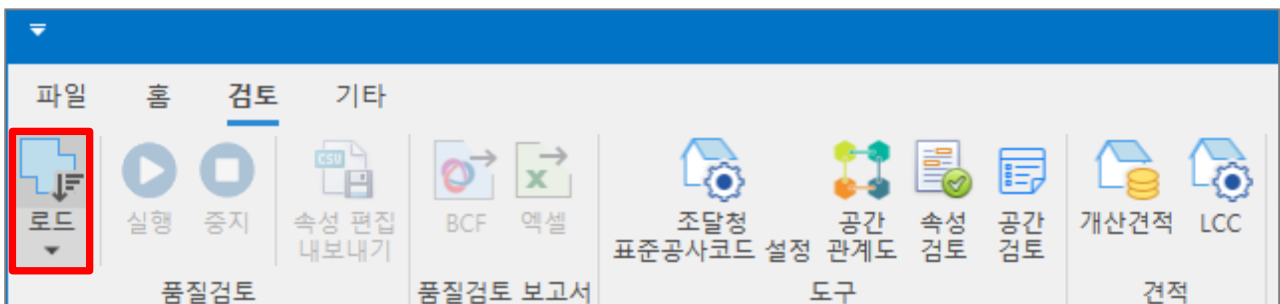 파일 홈 검토 기타
CSV
로드 실행 중지 속성 편집 내보내기 BCF 엑셀 조달청 표준공사코드 설정 공간 관계도 속성 검토 공간 검토 개산견적 LCC
품질검토 품질검토 보고서 도구 견적